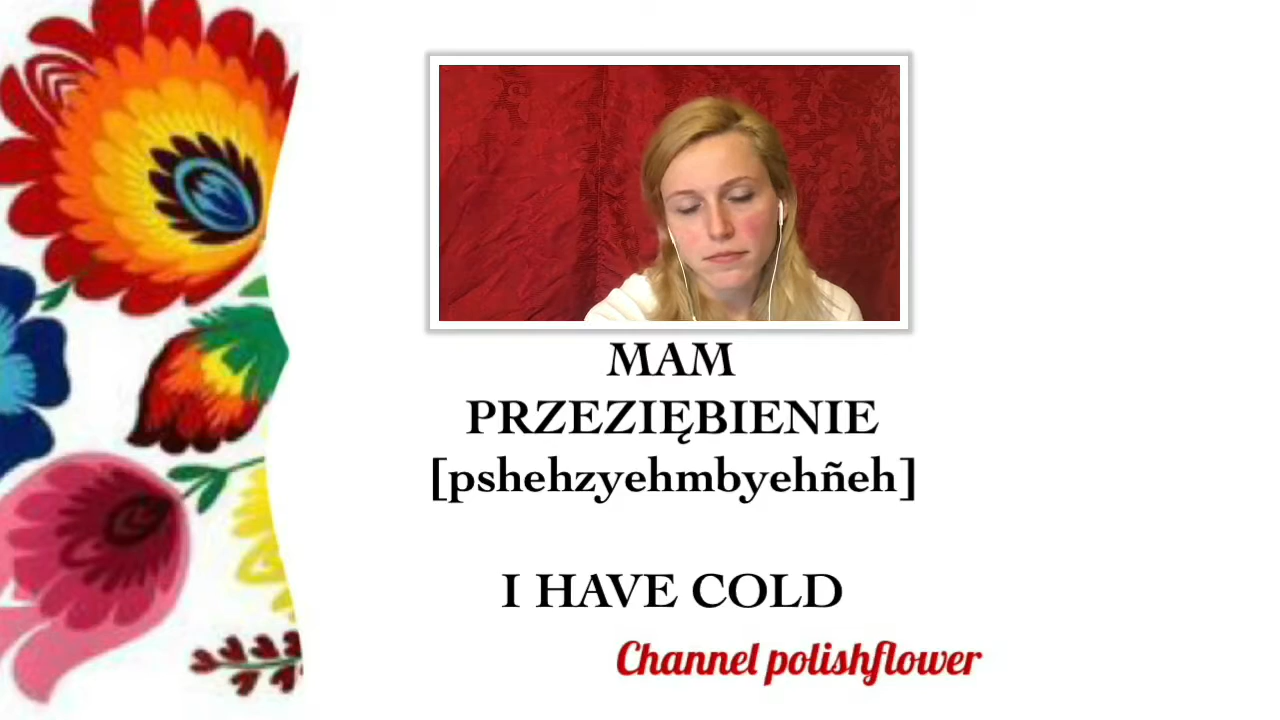 MAM
PRZEZIĘBIENIE
[pshehzyehmbyehñeh]
I HAVE COLD
Channel polishflower